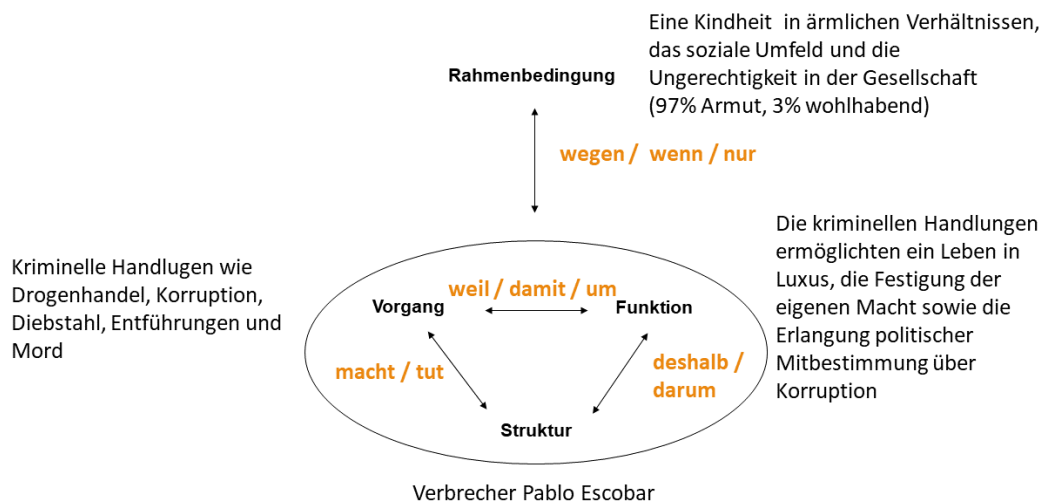 Eine Kindheit in ärmlichen Verhältnissen,
das soziale Umfeld und die
Ungerechtigkeit in der Gesellschaft
(97% Armut, 3% wohlhabend)
Rahmenbedingung
wegen / wenn / nur
Kriminelle Handlugen wie
Drogenhandel, Korruption,
Diebstahl, Entführungen und
Mord
weil / damit / um
Vorgang
Funktion
macht / tut
deshalb /
darum
Struktur
Die kriminellen Handlungen
ermöglichten ein Leben in
Luxus, die Festigung der
eigenen Macht sowie die
Erlangung politischer
Mitbestimmung über
Korruption
Verbrecher Pablo Escobar